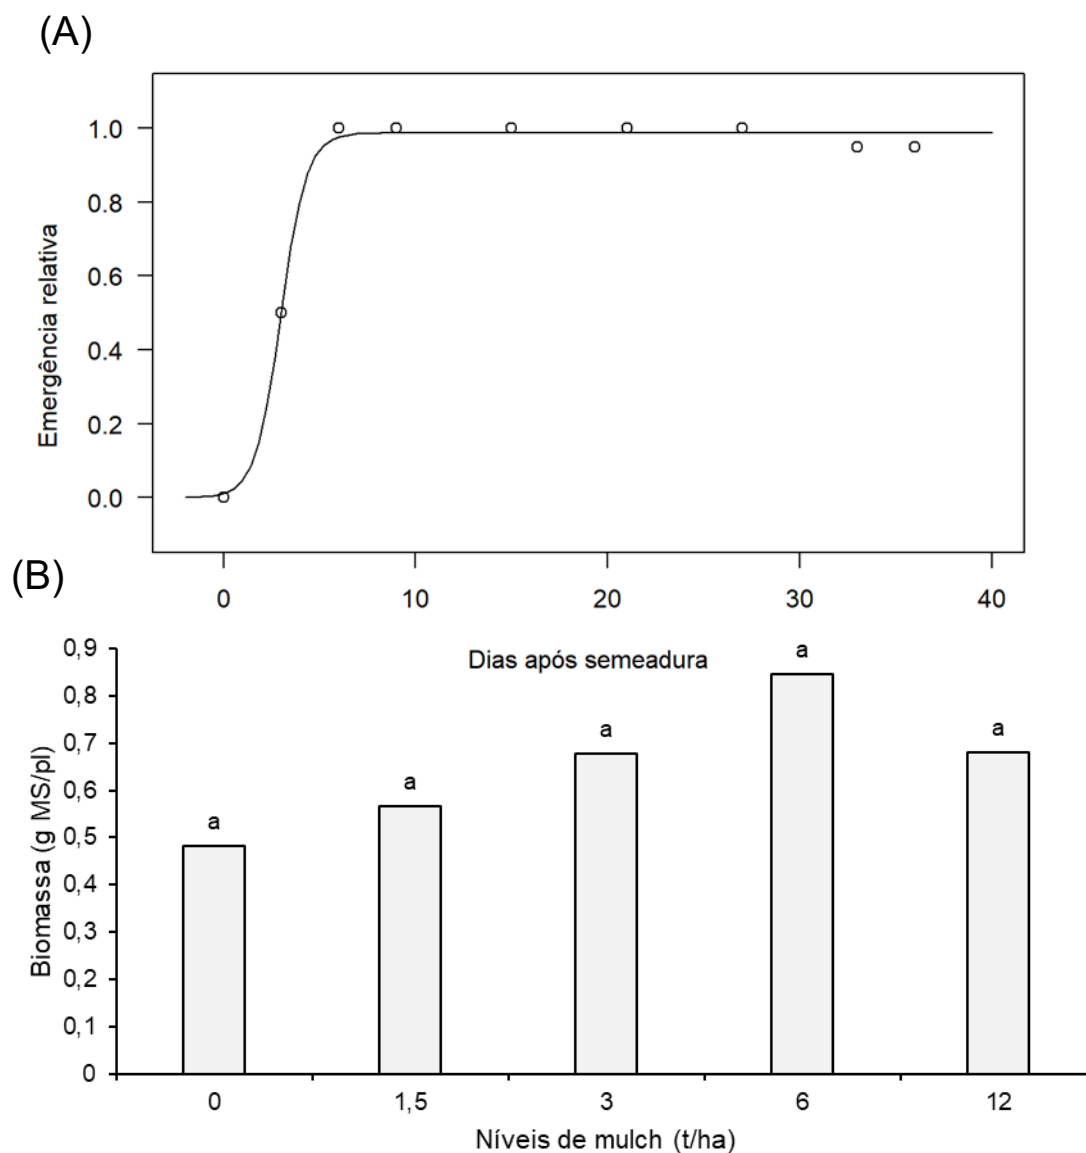 (A)
Emergência relativa
1.0
0.8
0.6
0.4
0.2
0.0
0 10 20 30 40
Dias após semeadura
(B)
Biomassa (g MS/pl)
0,9
0,8
0,7
0,6
0,5
0,4
0,3
0,2
0,1
0
a a a a a
0 1,5 3 6 12
Níveis de mulch (t/ha)